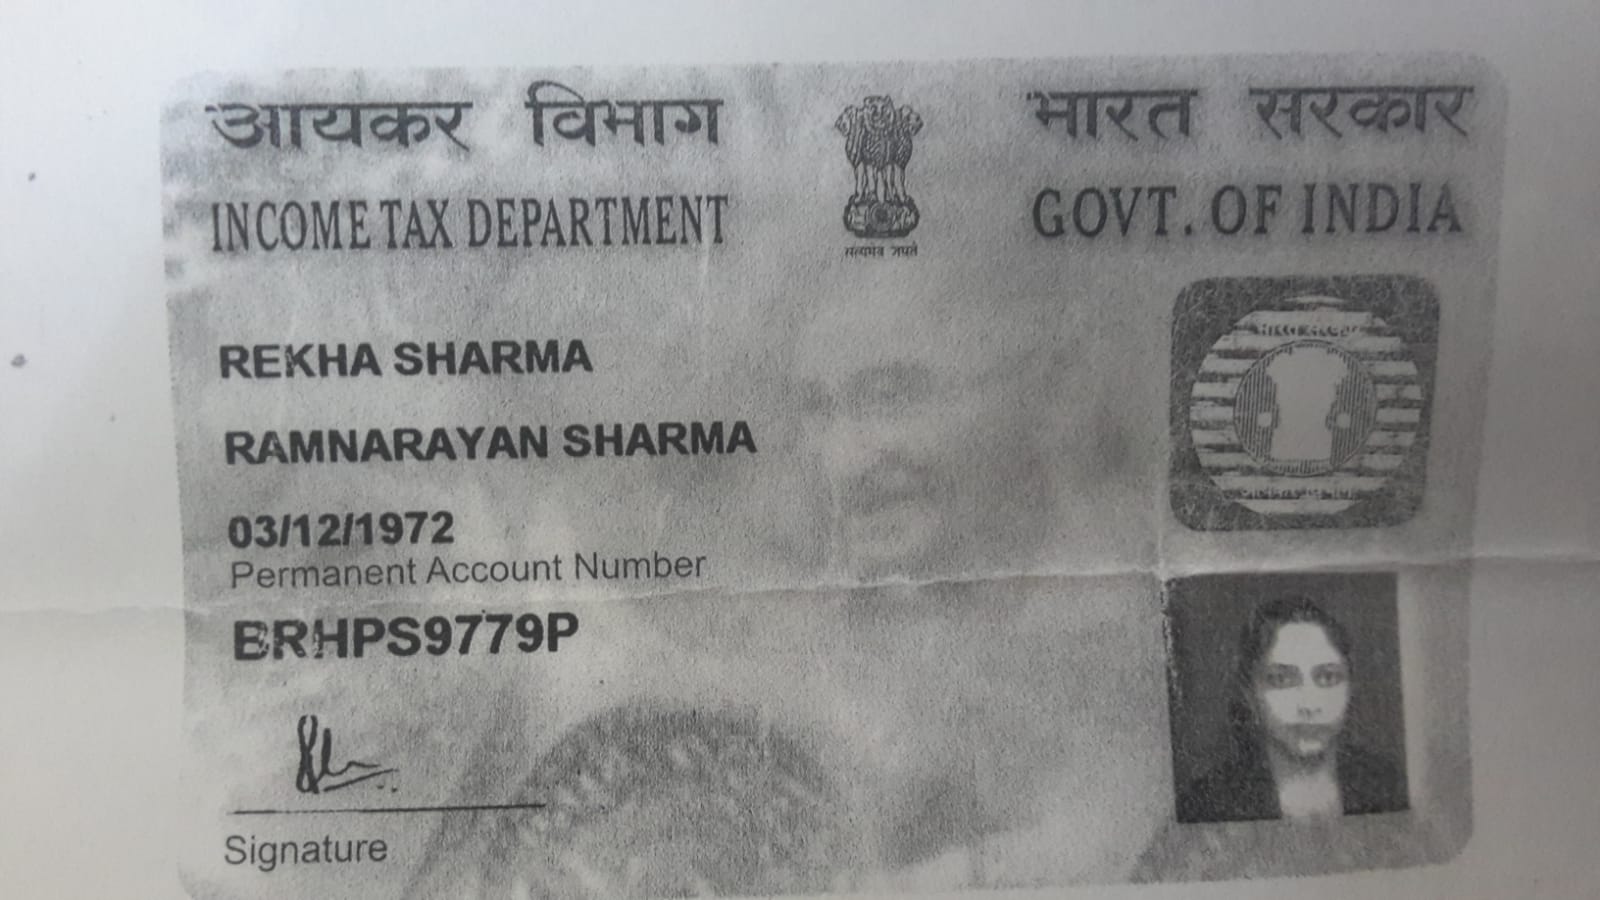 आयकर विभाग
INCOME TAX DEPARTMENT
सत्यमेव जयते
भारत सरकार
GOVT. OF INDIA
REKHA SHARMA
RAMNARAYAN SHARMA
03/12/1972
Permanent Account Number
BRHPS9779P
Signature